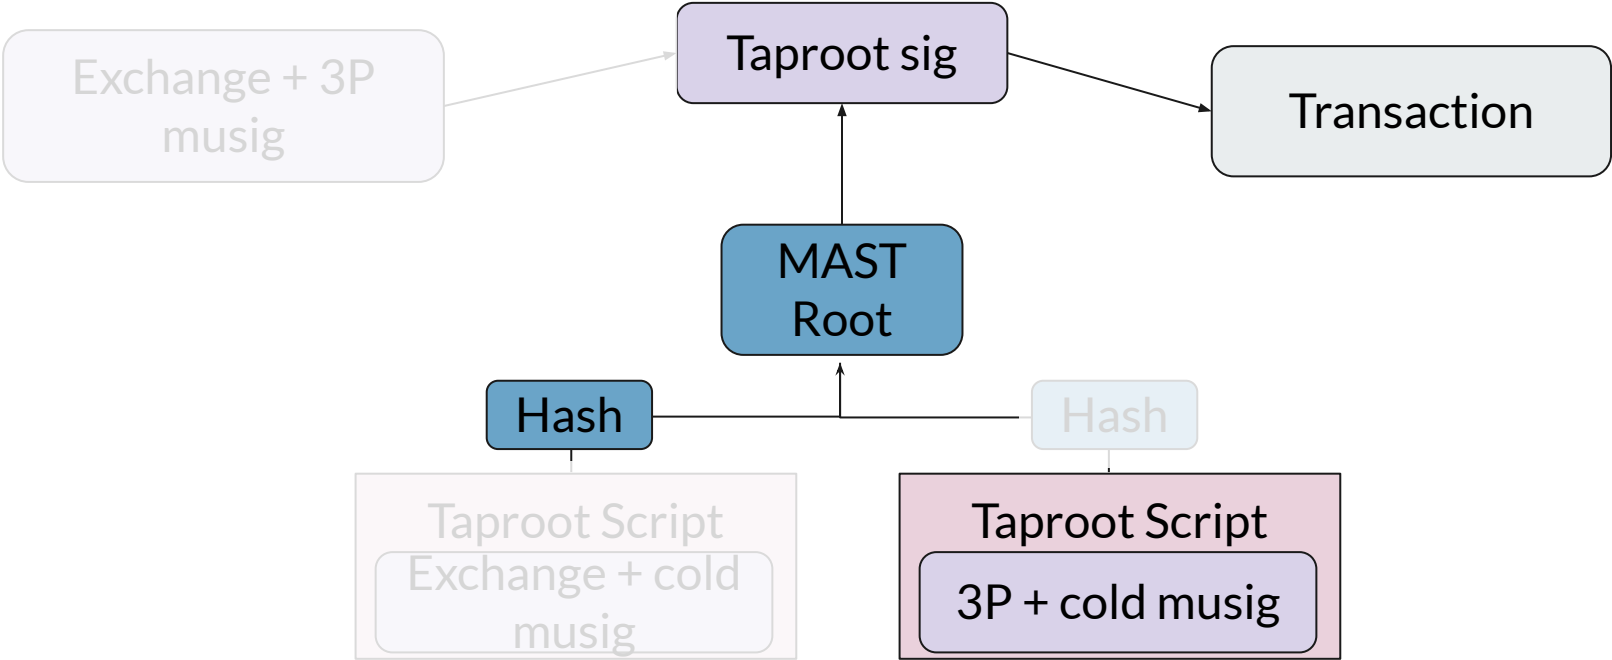 Taproot sig
Exchange + 3P
musig
Transaction
MAST
Root
Hash
Hash
Taproot Script
Exchange + cold
musig
Taproot Script
3P + cold musig